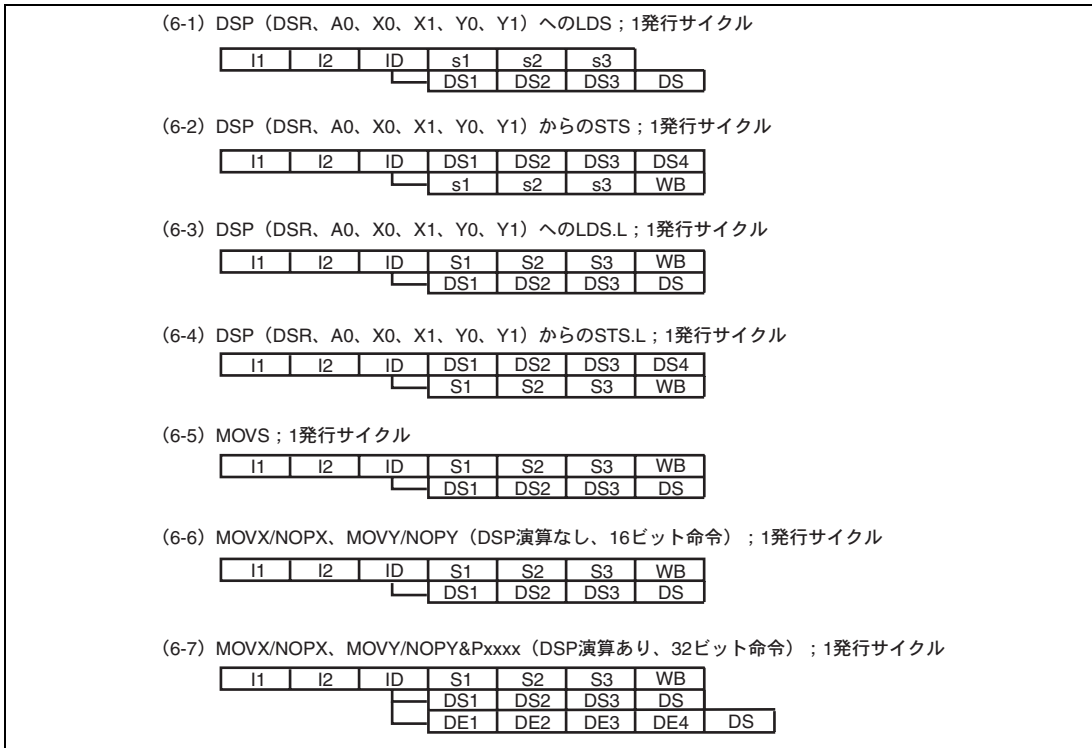 （6-1）DSP（DSR、A0、X0、X1、Y0、Y1）へのLDS；1発行サイクル
I1 I2 ID s1 s2 s3
DS1 DS2 DS3 DS
（6-2）DSP（DSR、A0、X0、X1、Y0、Y1）からのSTS；1発行サイクル
I1 I2 ID DS1 DS2 DS3 DS4
s1 s2 s3 WB
（6-3）DSP（DSR、A0、X0、X1、Y0、Y1）へのLDS.L；1発行サイクル
I1 I2 ID S1 S2 S3 WB
DS1 DS2 DS3 DS
（6-4）DSP（DSR、A0、X0、X1、Y0、Y1）からのSTS.L；1発行サイクル
I1 I2 ID DS1 DS2 DS3 DS4
S1 S2 S3 WB
（6-5）MOVS；1発行サイクル
I1 I2 ID S1 S2 S3 WB
DS1 DS2 DS3 DS
（6-6）MOVX/NOPX、MOVY/NOPY（DSP演算なし、16ビット命令）；1発行サイクル
I1 I2 ID S1 S2 S3 WB
DS1 DS2 DS3 DS
（6-7）MOVX/NOPX、MOVY/NOPY&Pxxxx（DSP演算あり、32ビット命令）；1発行サイクル
I1 I2 ID S1 S2 S3 WB
DS1 DS2 DS3 DS
DE1 DE2 DE3 DE4 DS